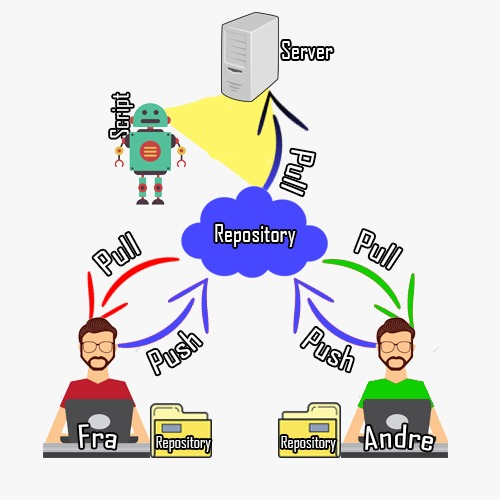 Server
Script
Pull
Repository
Pull
Pull
Push
Push
Fra
Repository
Repository
Andre